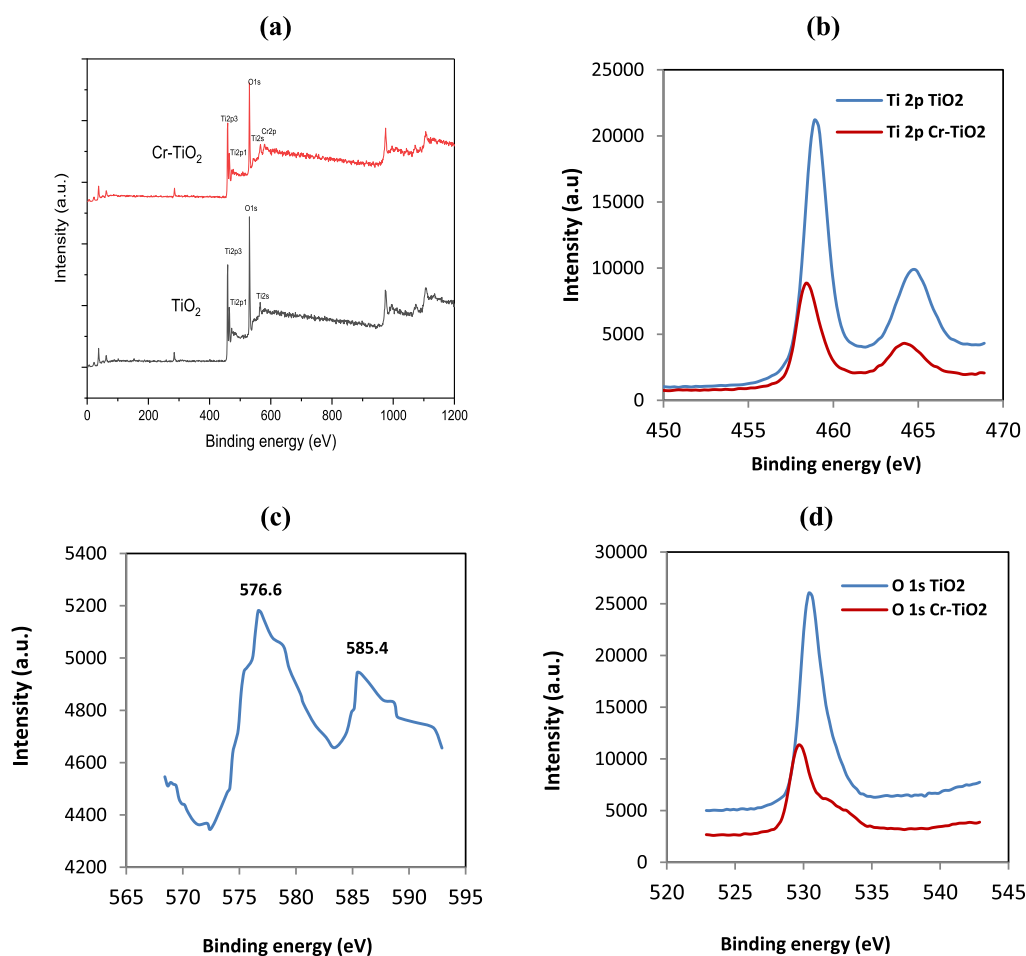 (a)
Intensity (a.u.)
Cr-TiO2
Ti2p3
Ti2p1
O1s
Ti2s
Cr2p
TiO2
Ti2p3
Ti2p1
O1s
Ti2s
0 200 400 600 800 1000 1200
Binding energy (eV)
(b)
Intensity (a.u)
25000
20000
15000
10000
5000
0
Ti 2p TiO2
Ti 2p Cr-TiO2
450 455 460 465 470
Binding energy (eV)
(c)
Intensity (a.u.)
5400
5200
5000
4800
4600
4400
4200
576.6
585.4
565 570 575 580 585 590 595
Binding energy (eV)
(d)
Intensity (a.u.)
30000
25000
20000
15000
10000
5000
0
O 1s TiO2
O 1s Cr-TiO2
520 525 530 535 540 545
Binding energy (eV)